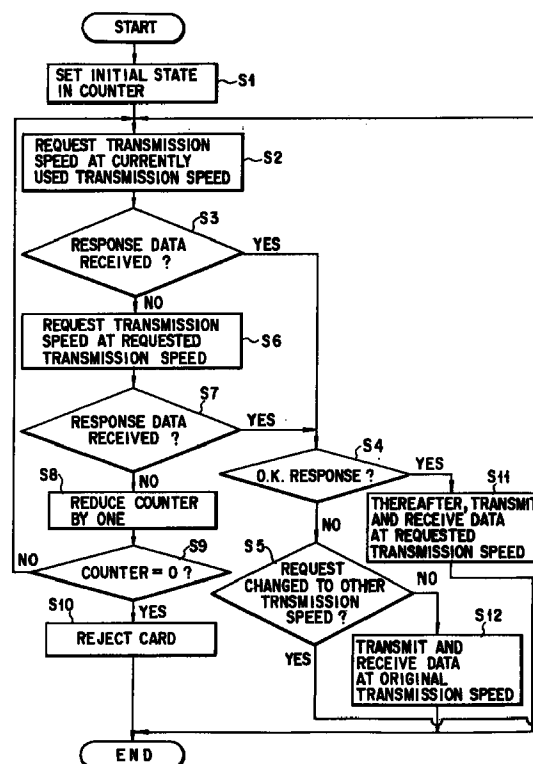 START
SET INITIAL STATE
IN COUNTER
S1
REQUEST TRANSMISSION
SPEED AT CURRENTLY
USED TRANSMISSION SPEED
S2
S3
RESPONSE DATA
RECEIVED ?
YES
NO
REQUEST TRANSMISSION
SPEED AT REQUESTED
TRANSMISSION SPEED
S6
S7
RESPONSE DATA
RECEIVED ?
YES
NO
S4
O.K. RESPONSE ?
YES
NO
S8
REDUCE COUNTER
BY ONE
S11
THEREAFTER, TRANSMIT
AND RECEIVE DATA
AT REQUESTED
TRANSMISSION SPEED
S9
COUNTER = 0 ?
NO
YES
S5
REQUEST
CHANGED TO OTHER
TRNSMISSION
SPEED ?
NO
YES
S10
REJECT CARD
S12
TRANSMIT AND
RECEIVE DATA
AT ORIGINAL
TRANSMISSION SPEED
END